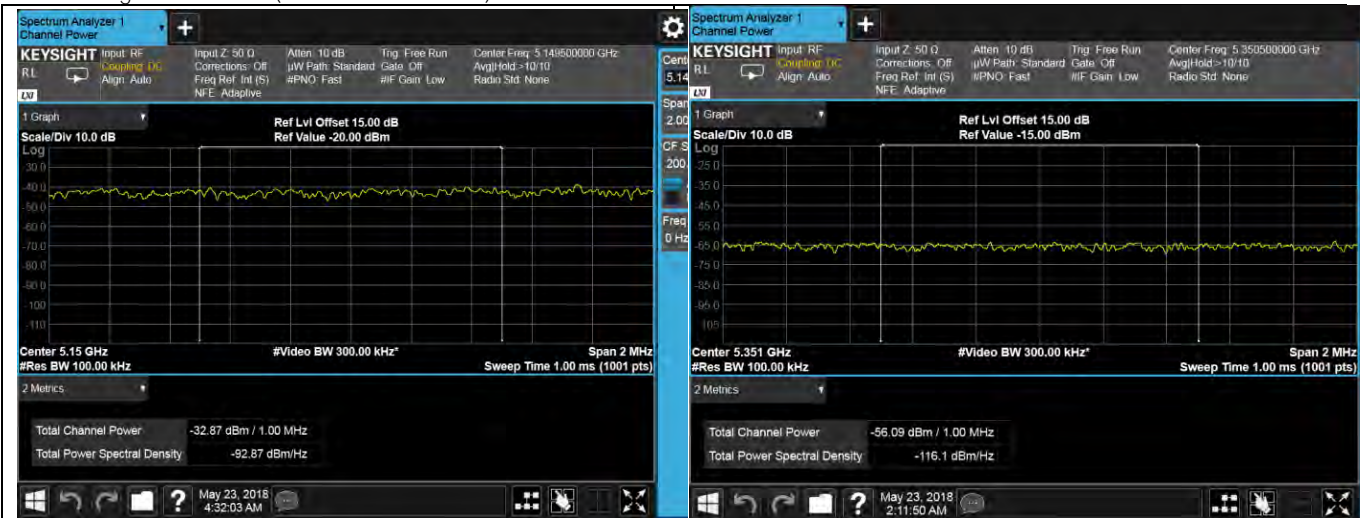 Spectrum Analyzer 1
Channel Power
+
KEYSIGHT
RL
LXI
Input: RF
Coupling: DC
Align: Auto
Input Z: 50 Ω
Corrections: Off
Freq Ref: Int (S)
NFE: Adaptive
Atten: 10 dB
µW Path: Standard
#PNO: Fast
Trig: Free Run
Gate: Off
#IF Gain: Low
Center Freq: 5.149500000 GHz
Avg|Hold:>10/10
Radio Std: None
1 Graph
Scale/Div 10.0 dB
Ref Lvl Offset 15.00 dB
Ref Value -20.00 dBm
Log
-30.0
-40.0
-50.0
-60.0
-70.0
-80.0
-90.0
-100
-110
Center 5.15 GHz
#Res BW 100.00 kHz
#Video BW 300.00 kHz*
Span 2 MHz
Sweep Time 1.00 ms (1001 pts)
2 Metrics
Total Channel Power -32.87 dBm / 1.00 MHz
Total Power Spectral Density -92.87 dBm/Hz
?
May 23, 2018
4:32:03 AM
Cent
5.14
Span
2.00
CF S
200.
Freq
0 Hz
Spectrum Analyzer 1
Channel Power
+
KEYSIGHT
RL
LXI
Input: RF
Coupling: DC
Align: Auto
Input Z: 50 Ω
Corrections: Off
Freq Ref: Int (S)
NFE: Adaptive
Atten: 10 dB
µW Path: Standard
#PNO: Fast
Trig: Free Run
Gate: Off
#IF Gain: Low
Center Freq: 5.350500000 GHz
Avg|Hold:>10/10
Radio Std: None
1 Graph
Scale/Div 10.0 dB
Ref Lvl Offset 15.00 dB
Ref Value -15.00 dBm
Log
-25.0
-35.0
-45.0
-55.0
-65.0
-75.0
-85.0
-95.0
-105
Center 5.351 GHz
#Res BW 100.00 kHz
#Video BW 300.00 kHz*
Span 2 MHz
Sweep Time 1.00 ms (1001 pts)
2 Metrics
Total Channel Power -56.09 dBm / 1.00 MHz
Total Power Spectral Density -116.1 dBm/Hz
?
May 23, 2018
2:11:50 AM